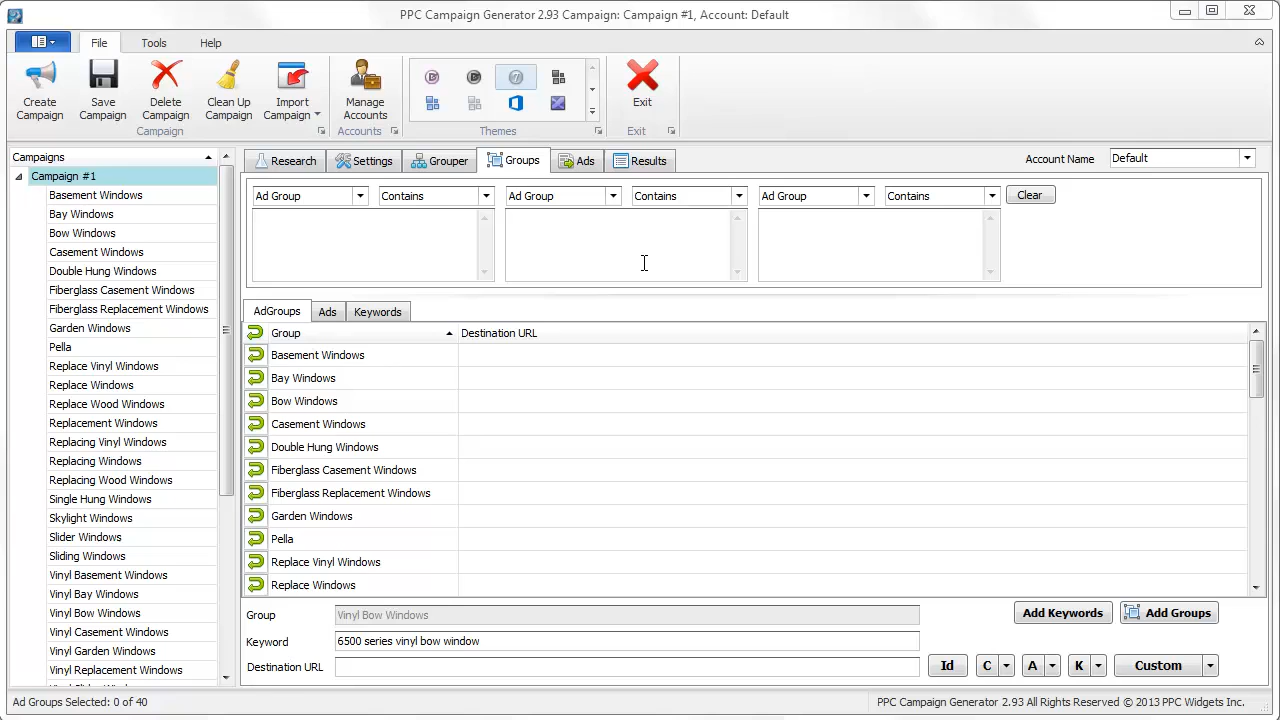 PPC Campaign Generator 2.93 Campaign: Campaign #1, Account: Default
File Tools Help
Create Campaign
Save Campaign
Delete Campaign
Clean Up Campaign
Import Campaign
Manage Accounts
Exit
Campaign Accounts Themes Exit
Campaigns
Campaign #1
Basement Windows
Bay Windows
Bow Windows
Casement Windows
Double Hung Windows
Fiberglass Casement Windows
Fiberglass Replacement Windows
Garden Windows
Pella
Replace Vinyl Windows
Replace Windows
Replace Wood Windows
Replacement Windows
Replacing Vinyl Windows
Replacing Windows
Replacing Wood Windows
Single Hung Windows
Skylight Windows
Slider Windows
Sliding Windows
Vinyl Basement Windows
Vinyl Bay Windows
Vinyl Bow Windows
Vinyl Casement Windows
Vinyl Garden Windows
Vinyl Replacement Windows
Research Settings Grouper Groups Ads Results
Account Name Default
Ad Group Contains Ad Group Contains Ad Group Contains Clear
AdGroups Ads Keywords
Group Destination URL
Basement Windows
Bay Windows
Bow Windows
Casement Windows
Double Hung Windows
Fiberglass Casement Windows
Fiberglass Replacement Windows
Garden Windows
Pella
Replace Vinyl Windows
Replace Windows
Group Vinyl Bow Windows Add Keywords Add Groups
Keyword 6500 series vinyl bow window
Destination URL Id C A K Custom
Ad Groups Selected: 0 of 40
PPC Campaign Generator 2.93 All Rights Reserved © 2013 PPC Widgets Inc.